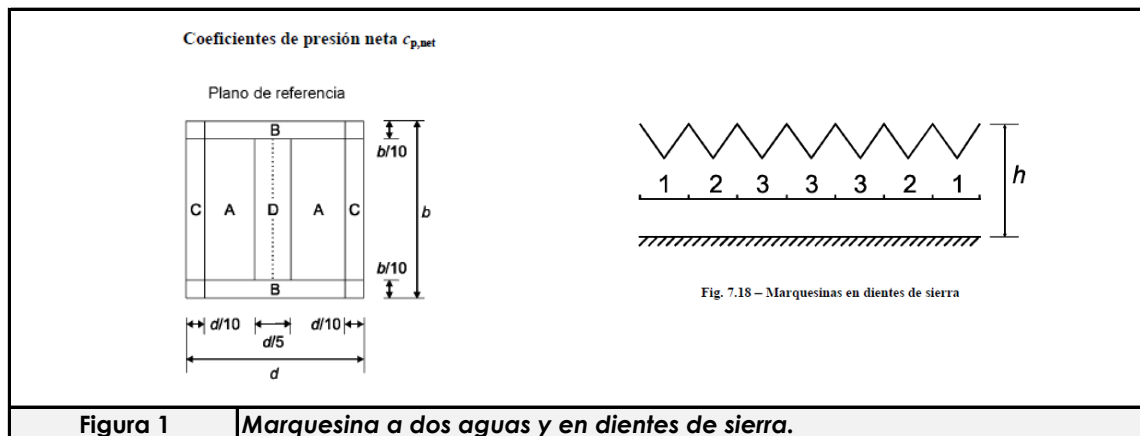 Coeficientes de presión neta cp,net
Plano de referencia
B
b/10
C A D A C
b
b/10
B
d/10 d/10
d/5
d
1 2 3 3 3 2 1
h
Fig. 7.18 – Marquesinas en dientes de sierra
Figura 1 Marquesina a dos aguas y en dientes de sierra.